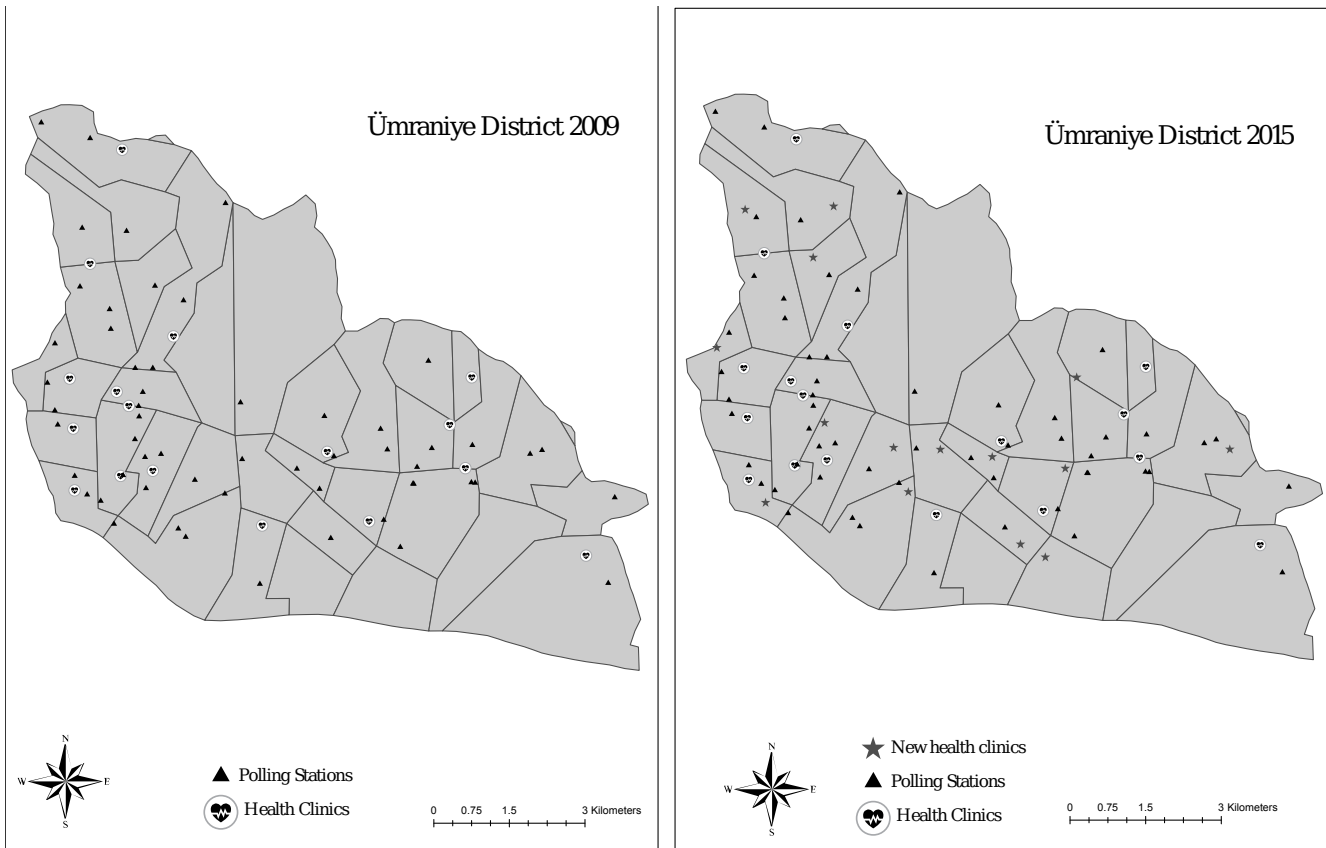 Ümraniye District 2009
N
W
E
S
Polling Stations
Health Clinics
0 0.75 1.5 3 Kilometers
Ümraniye District 2015
N
W
E
S
New health clinics
Polling Stations
Health Clinics
0 0.75 1.5 3 Kilometers